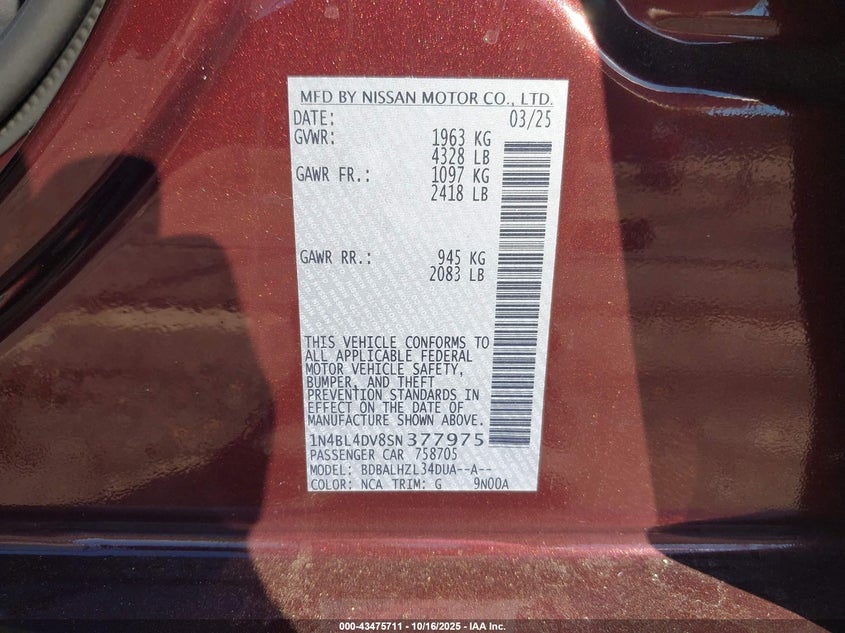 MFD BY NISSAN MOTOR CO., LTD.
DATE: 03/25
GVWR: 1963 KG
4328 LB
GAWR FR.: 1097 KG
2418 LB
GAWR RR.: 945 KG
2083 LB
THIS VEHICLE CONFORMS TO
ALL APPLICABLE FEDERAL
MOTOR VEHICLE SAFETY,
BUMPER, AND THEFT
PREVENTION STANDARDS IN
EFFECT ON THE DATE OF
MANUFACTURE SHOWN ABOVE.
1N4BL4DV8SN377975
PASSENGER CAR 758705
MODEL: BDBALHZL34DUA--A--
COLOR: NCA TRIM: G 9N00A
000-43475711 - 10/16/2025 - IAA Inc.